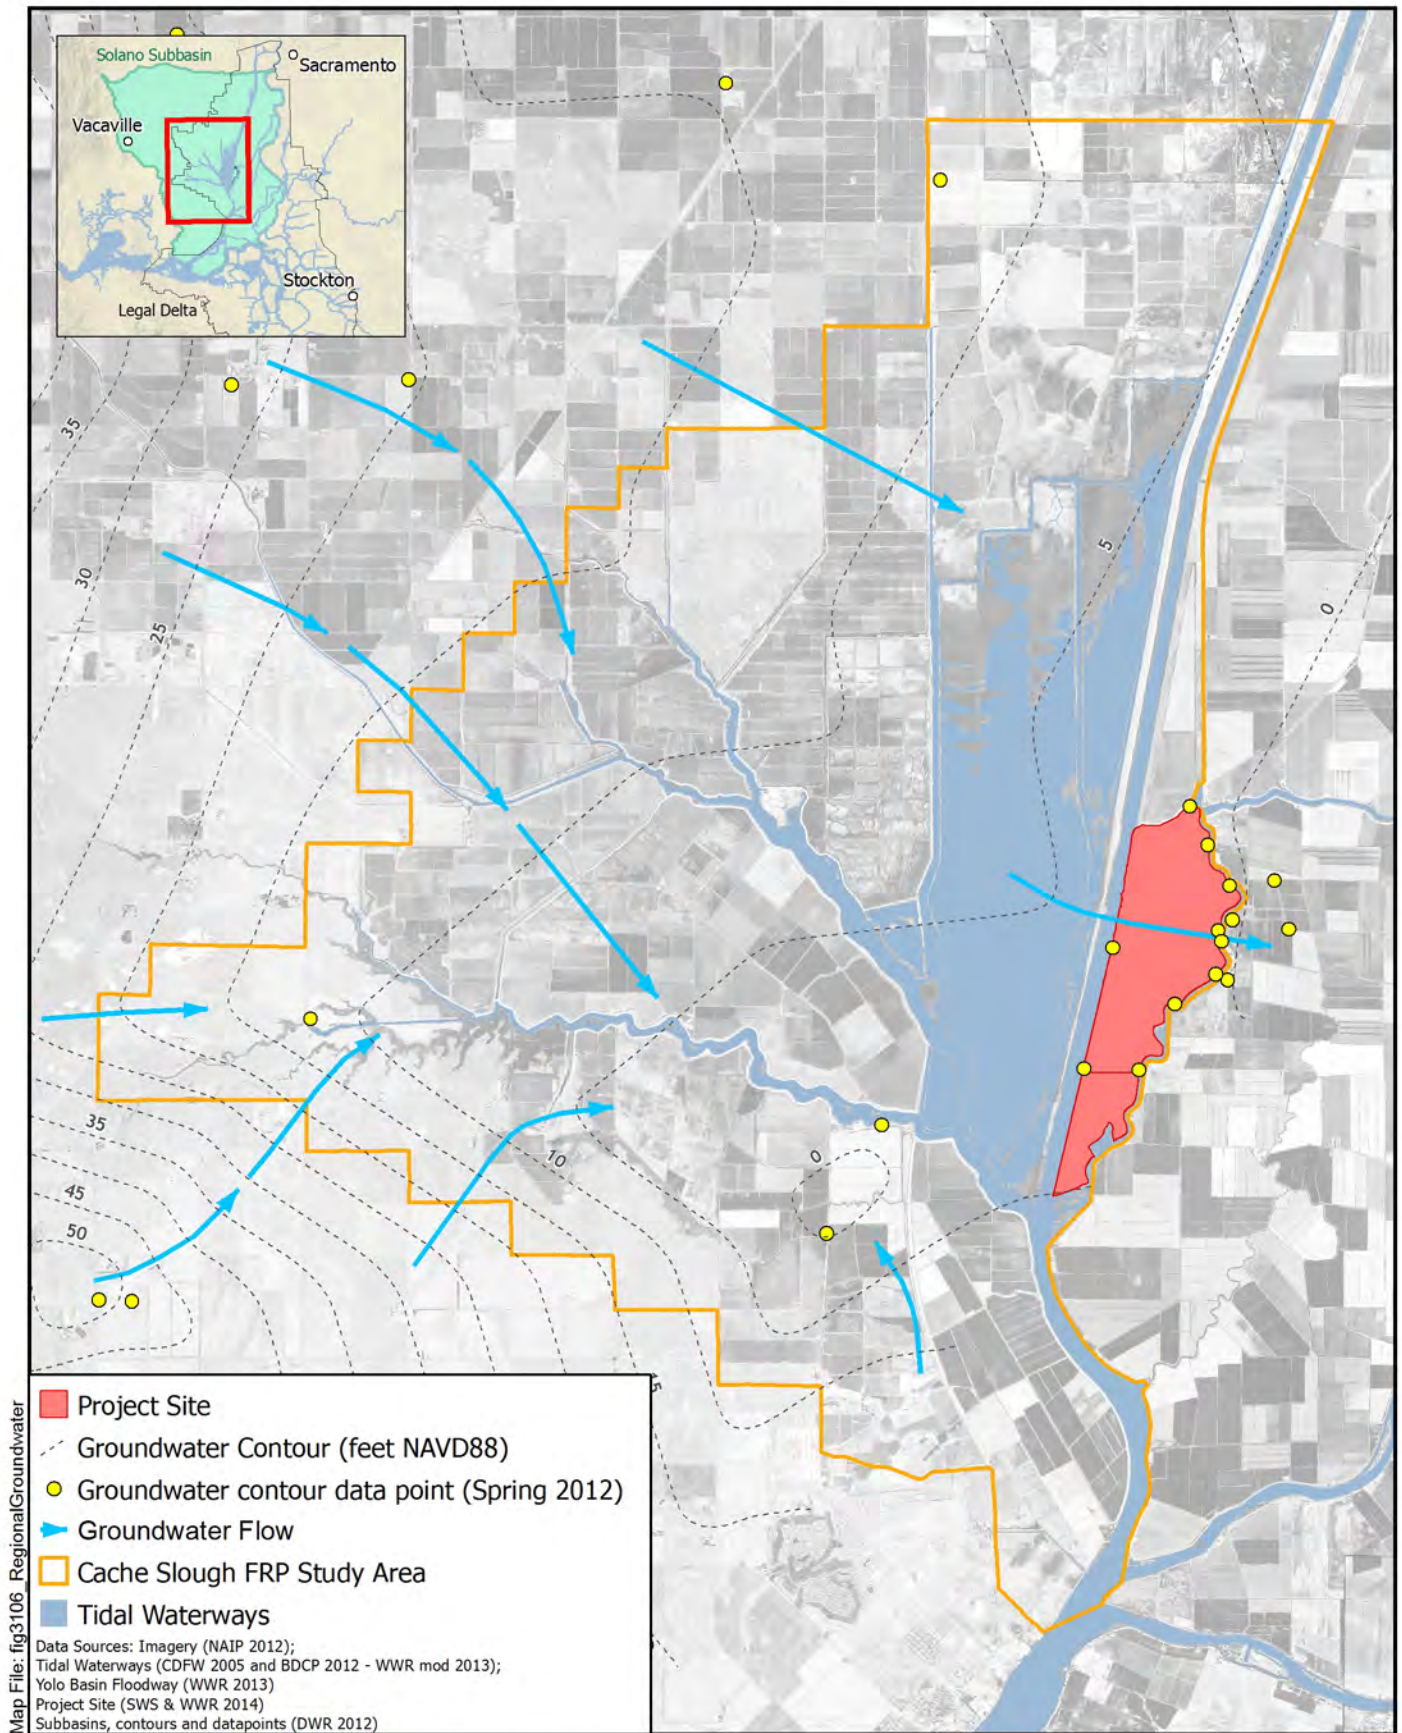 Solano Subbasin
Sacramento
Vacaville
Stockton
Legal Delta
35
30
25
5
0
35
45
50
10
0
5
Project Site
Groundwater Contour (feet NAVD88)
Groundwater contour data point (Spring 2012)
Groundwater Flow
Cache Slough FRP Study Area
Tidal Waterways
Data Sources: Imagery (NAIP 2012);
Tidal Waterways (CDFW 2005 and BDCP 2012 - WWR mod 2013);
Yolo Basin Floodway (WWR 2013)
Project Site (SWS & WWR 2014)
Subbasins, contours and datapoints (DWR 2012)
Map File: fig3106_RegionalGroundwater